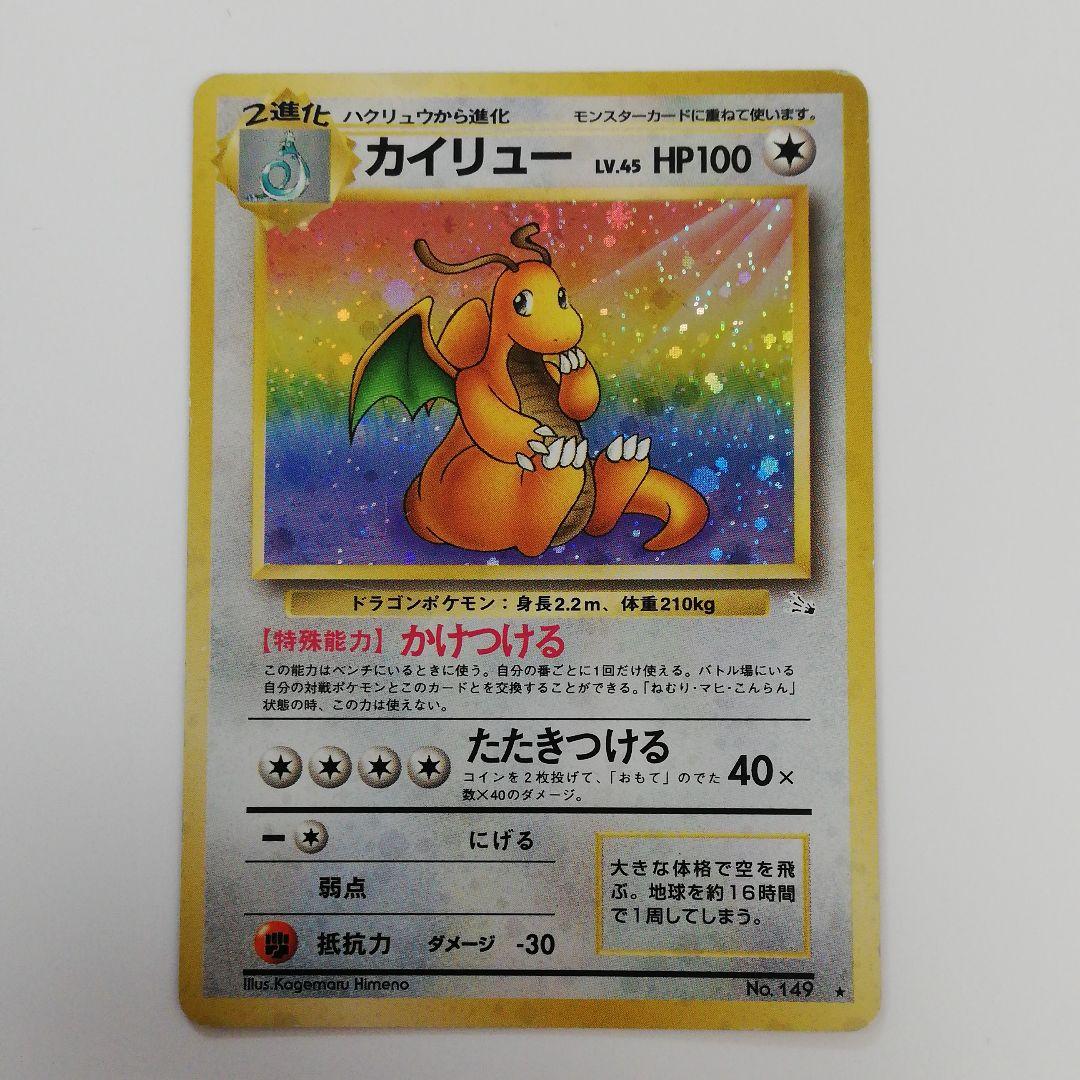 2進化 ハクリュウから進化 モンスターカードに重ねて使います。
カイリュー LV.45 HP100
ドラゴンポケモン：身長2.2m、体重210kg
【特殊能力】かけつける
この能力はベンチにいるときに使う。自分の番ごとに1回だけ使える。バトル場にいる
自分の対戦ポケモンとこのカードとを交換することができる。「ねむり・マヒ・こんらん」
状態の時、この力は使えない。
たたきつける
コインを2枚投げて、「おもて」のでた
数×40のダメージ。
40×
ー にげる
弱点
抵抗力 ダメージ -30
大きな体格で空を飛
ぶ。地球を約16時間
で1周してしまう。
Illus.Kagemaru Himeno
No. 149 ★